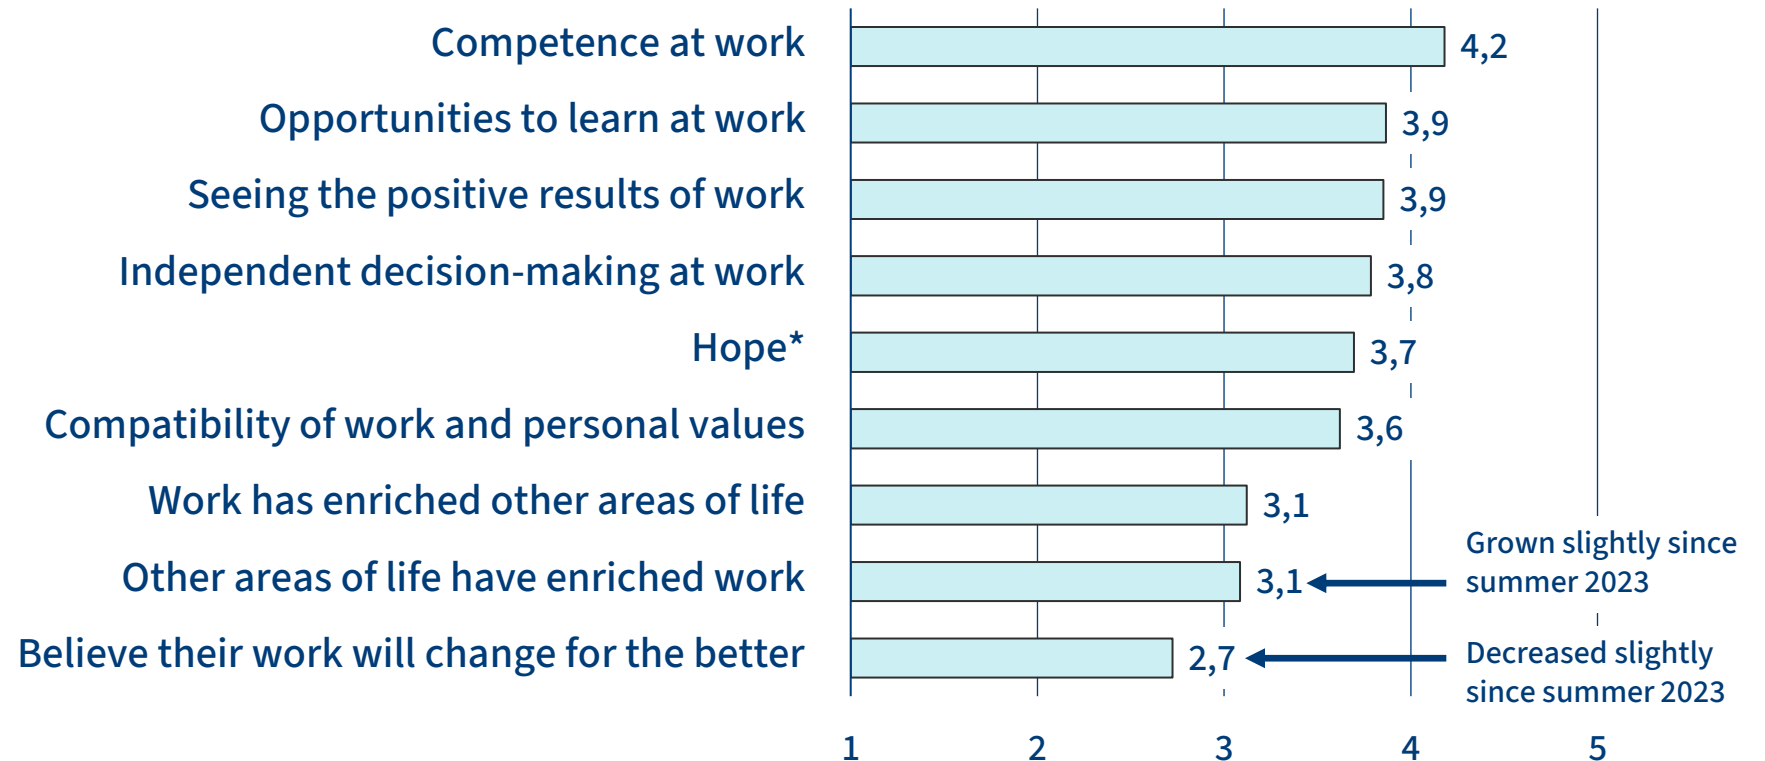 Competence at work 4,2
Opportunities to learn at work 3,9
Seeing the positive results of work 3,9
Independent decision-making at work 3,8
Hope* 3,7
Compatibility of work and personal values 3,6
Work has enriched other areas of life 3,1
Other areas of life have enriched work 3,1
Grown slightly since
summer 2023
Believe their work will change for the better 2,7
Decreased slightly
since summer 2023
1 2 3 4 5